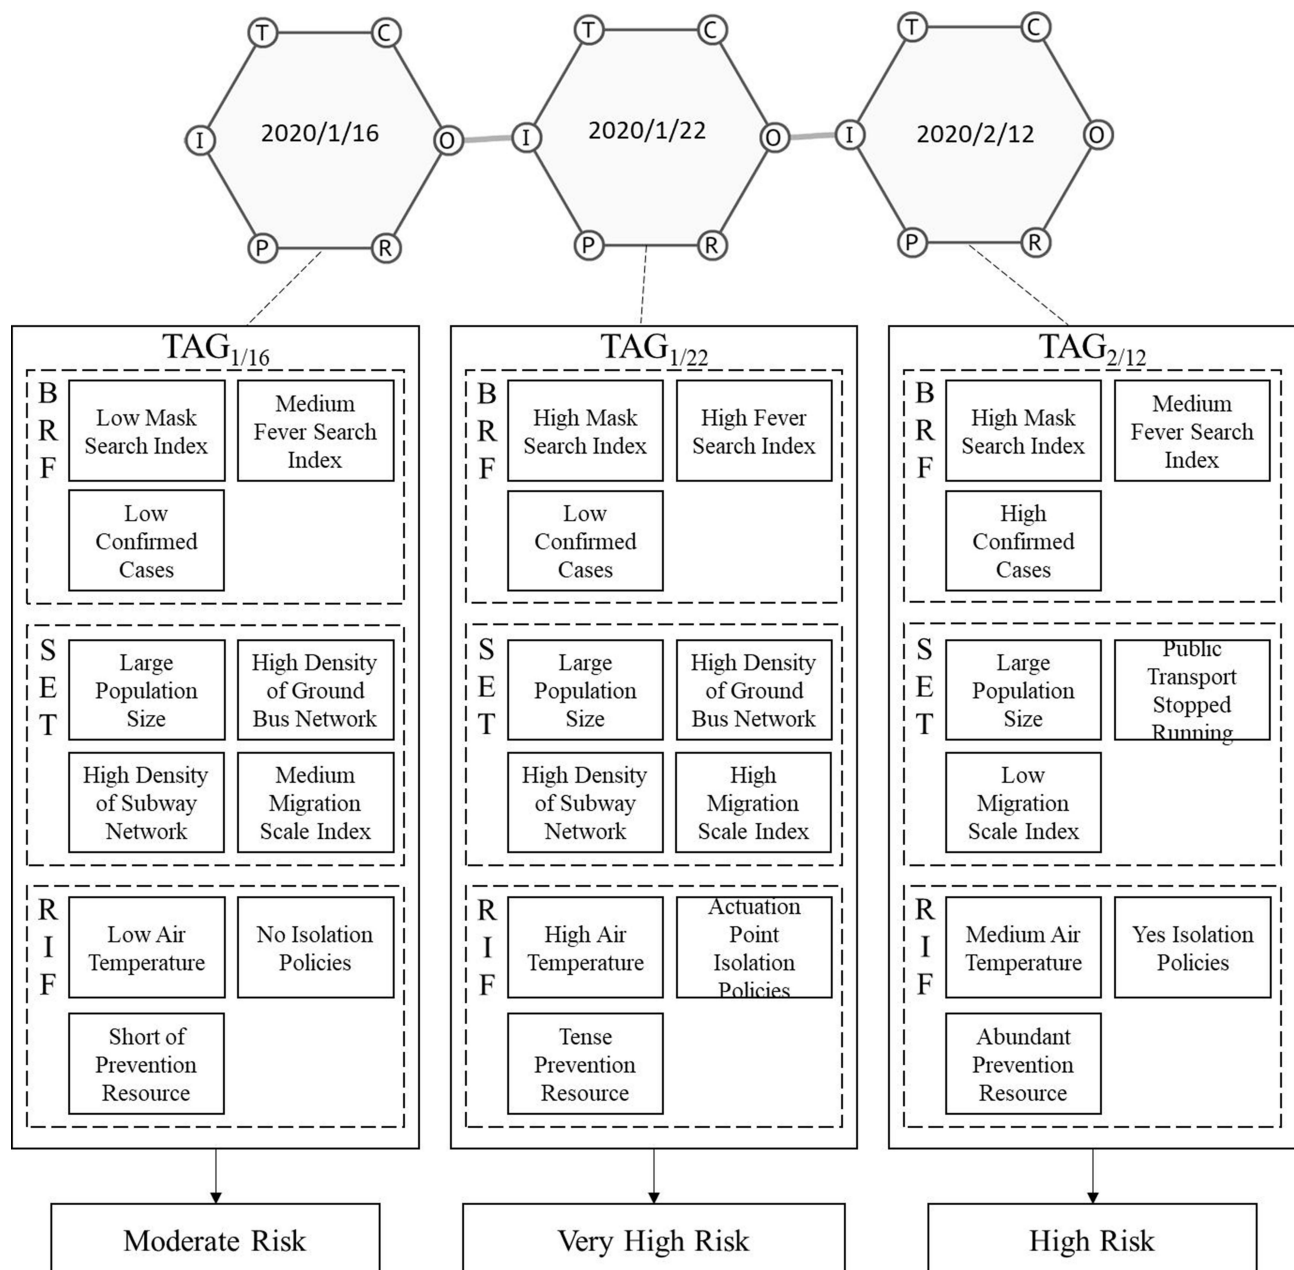 T C T C T C
I 2020/1/16 O I 2020/1/22 O I 2020/2/12 O
P R P R P R
TAG1/16
B
R
F
Low Mask
Search Index
Medium
Fever Search
Index
Low
Confirmed
Cases
S
E
T
Large
Population
Size
High Density
of Ground
Bus Network
High Density
of Subway
Network
Medium
Migration
Scale Index
R
I
F
Low Air
Temperature
No Isolation
Policies
Short of
Prevention
Resource
Moderate Risk
TAG1/22
B
R
F
High Mask
Search Index
High Fever
Search Index
Low
Confirmed
Cases
S
E
T
Large
Population
Size
High Density
of Ground
Bus Network
High Density
of Subway
Network
High
Migration
Scale Index
R
I
F
High Air
Temperature
Actuation
Point
Isolation
Policies
Tense
Prevention
Resource
Very High Risk
TAG2/12
B
R
F
High Mask
Search Index
Medium
Fever Search
Index
High
Confirmed
Cases
S
E
T
Large
Population
Size
Public
Transport
Stopped
Running
Low
Migration
Scale Index
R
I
F
Medium Air
Temperature
Yes Isolation
Policies
Abundant
Prevention
Resource
High Risk